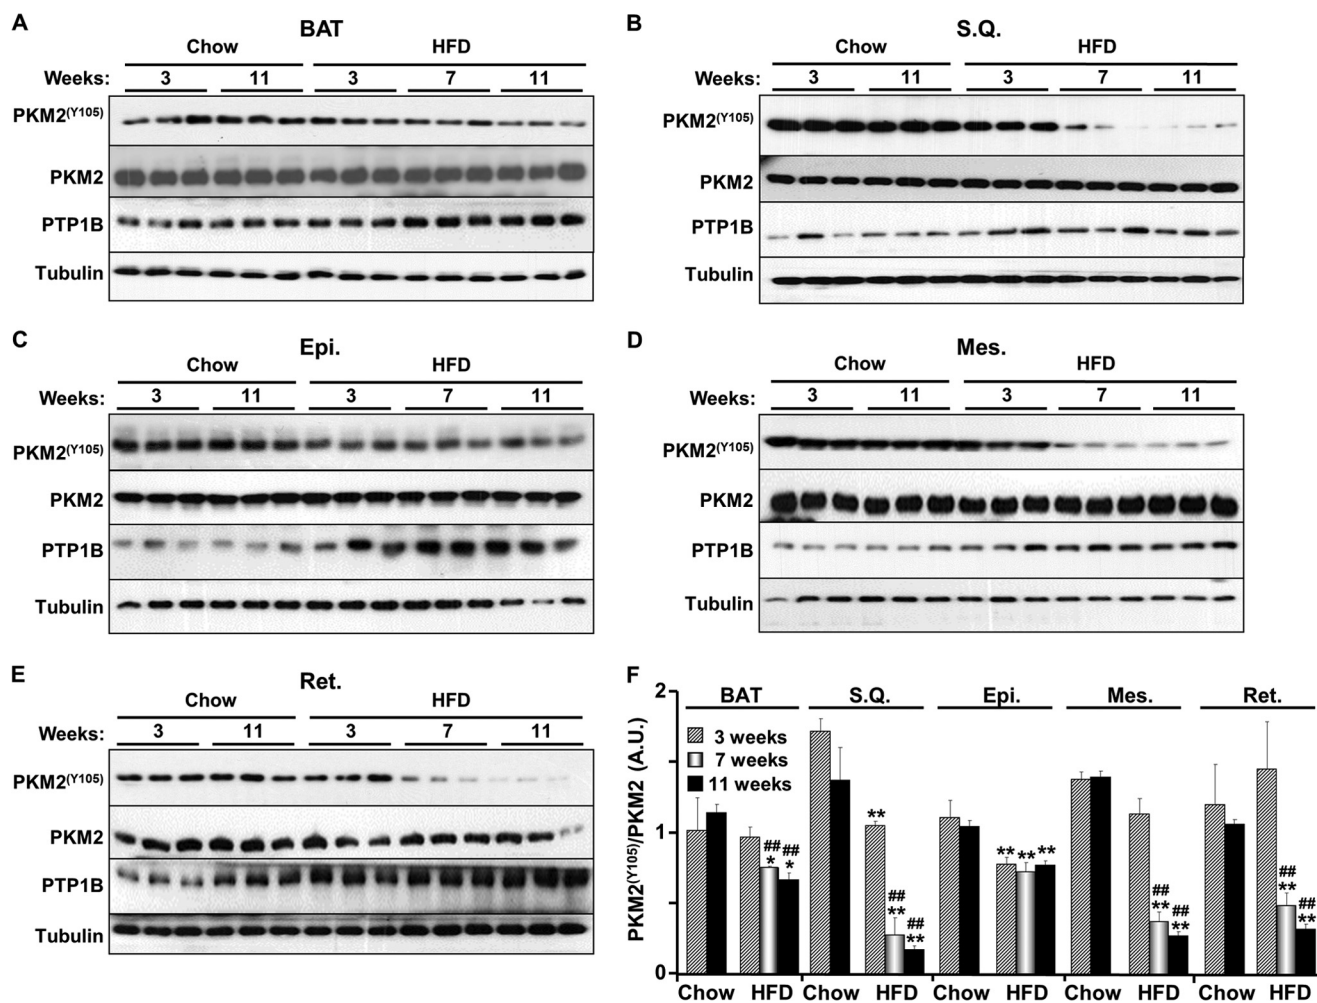 A
BAT
Chow HFD
Weeks: 3 11 3 7 11
PKM2(Y105)
PKM2
PTP1B
Tubulin
B
S.Q.
Chow HFD
Weeks: 3 11 3 7 11
PKM2(Y105)
PKM2
PTP1B
Tubulin
C
Epi.
Chow HFD
Weeks: 3 11 3 7 11
PKM2(Y105)
PKM2
PTP1B
Tubulin
D
Mes.
Chow HFD
Weeks: 3 11 3 7 11
PKM2(Y105)
PKM2
PTP1B
Tubulin
E
Ret.
Chow HFD
Weeks: 3 11 3 7 11
PKM2(Y105)
PKM2
PTP1B
Tubulin
F
BAT S.Q. Epi. Mes. Ret.
3 weeks
7 weeks
11 weeks
PKM2(Y105)/PKM2 (A.U.)
2
1
0
## ##
* *
**
## ##
** **
** ** **
## ##
** **
## ##
** **
Chow HFD Chow HFD Chow HFD Chow HFD Chow HFD